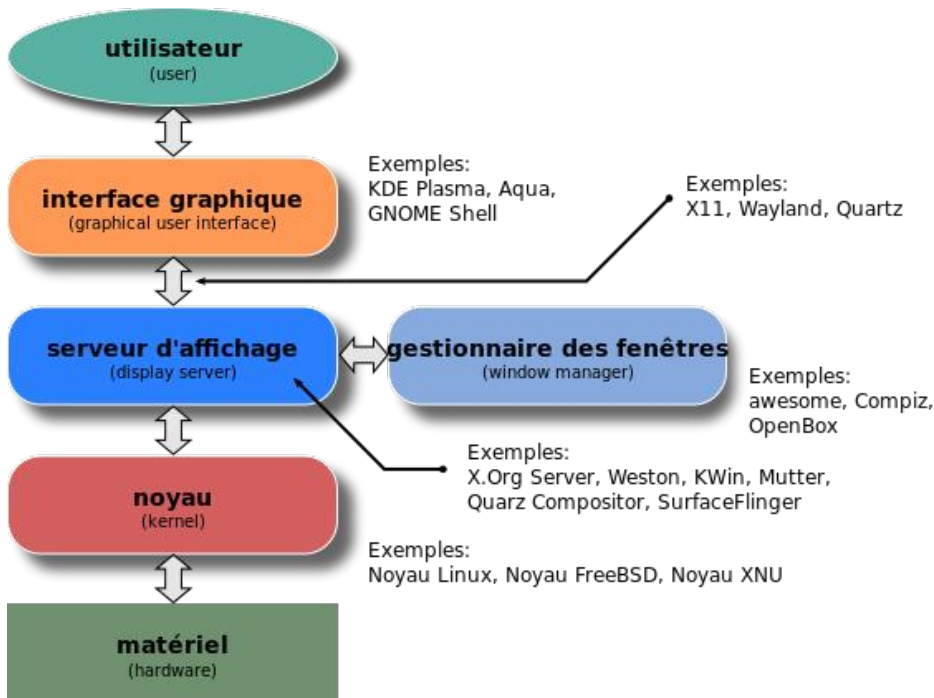 utilisateur
(user)
interface graphique
(graphical user interface)
Exemples:
KDE Plasma, Aqua,
GNOME Shell
Exemples:
X11, Wayland, Quartz
serveur d'affichage
(display server)
gestionnaire des fenêtres
(window manager)
Exemples:
awesome, Compiz,
OpenBox
Exemples:
X.Org Server, Weston, KWin, Mutter,
Quarz Compositor, SurfaceFlinger
noyau
(kernel)
Exemples:
Noyau Linux, Noyau FreeBSD, Noyau XNU
matériel
(hardware)